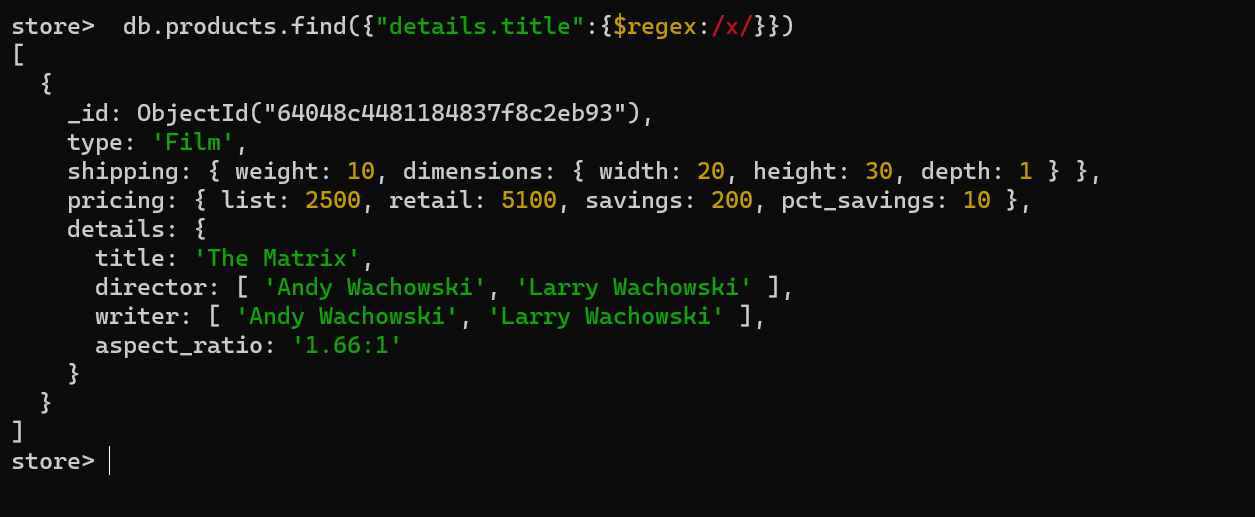 store>  db.products.find({"details.title":{$regex:/x/}})
[
  {
    _id: ObjectId("64048c4481184837f8c2eb93"),
    type: 'Film',
    shipping: { weight: 10, dimensions: { width: 20, height: 30, depth: 1 } },
    pricing: { list: 2500, retail: 5100, savings: 200, pct_savings: 10 },
    details: {
      title: 'The Matrix',
      director: [ 'Andy Wachowski', 'Larry Wachowski' ],
      writer: [ 'Andy Wachowski', 'Larry Wachowski' ],
      aspect_ratio: '1.66:1'
    }
  }
]
store>